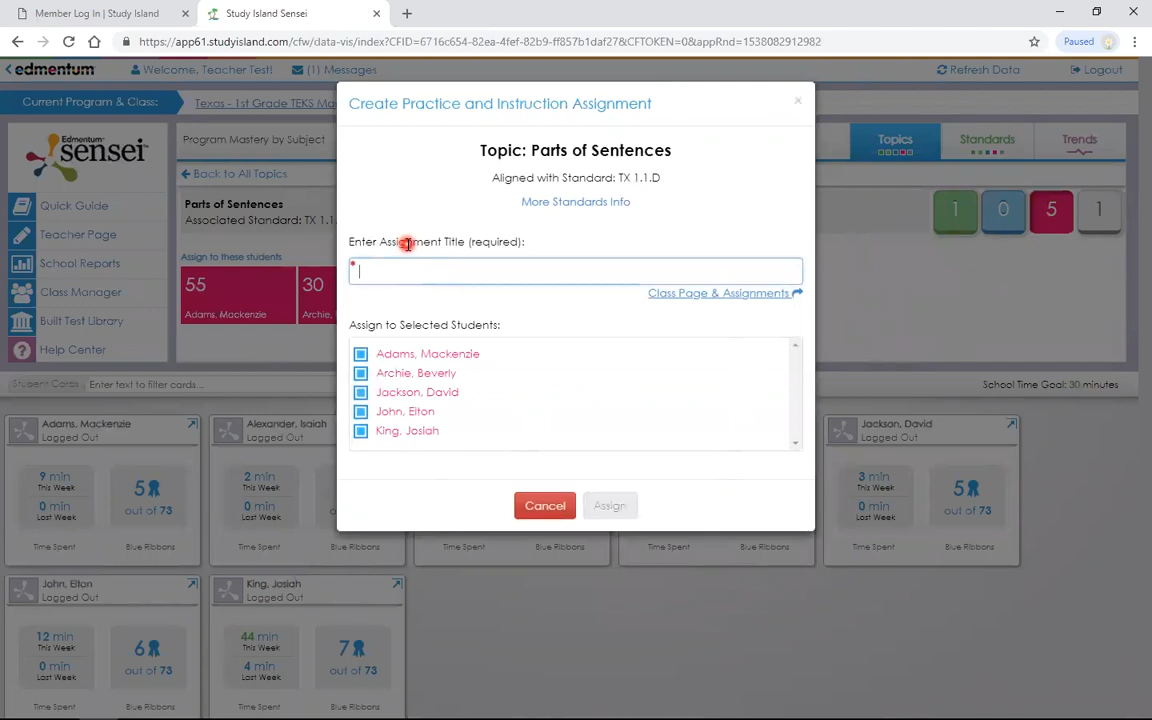 Member Log In | Study Island
Study Island Sensei
https://app61.studyisland.com/cfw/data-vis/index?CFID=6716c654-82ea-4fef-82b9-ff857b1daf27&CFTOKEN=0&appRnd=1538082912982
Paused
edmentum Welcome, Teacher Test! (1) Messages Refresh Data Logout
Current Program & Class: Texas - 1st Grade TEKS Ma
Create Practice and Instruction Assignment
Program Mastery by Subject
Topics Standards Trends
Edmentum
sensei
Topic: Parts of Sentences
Back to All Topics
Aligned with Standard: TX 1.1.D
More Standards Info
Parts of Sentences
Associated Standard: TX 1.1.
1 0 5 1
Quick Guide
Teacher Page
School Reports
Class Manager
Built Test Library
Help Center
Assign to these students
55
Adams, Mackenzie
30
Archie,
Enter Assignment Title (required):
Class Page & Assignments
Assign to Selected Students:
Adams, Mackenzie
Archie, Beverly
Jackson, David
John, Elton
King, Josiah
Cancel Assign
Student Cards Enter text to filter cards...
School Time Goal: 30 minutes
Adams, Mackenzie
Logged Out
9 min
This Week
0 min
Last Week
5
out of 73
Time Spent Blue Ribbons
Alexander, Isaiah
Logged Out
2 min
This Week
0 min
Last Week
Time Spent Blue Ribbons
Time Spent Blue Ribbons
Time Spent Blue Ribbons
Jackson, David
Logged Out
3 min
This Week
0 min
Last Week
5
out of 73
Time Spent Blue Ribbons
John, Elton
Logged Out
12 min
This Week
0 min
Last Week
6
out of 73
Time Spent Blue Ribbons
King, Josiah
Logged Out
44 min
This Week
4 min
Last Week
7
out of 73
Time Spent Blue Ribbons